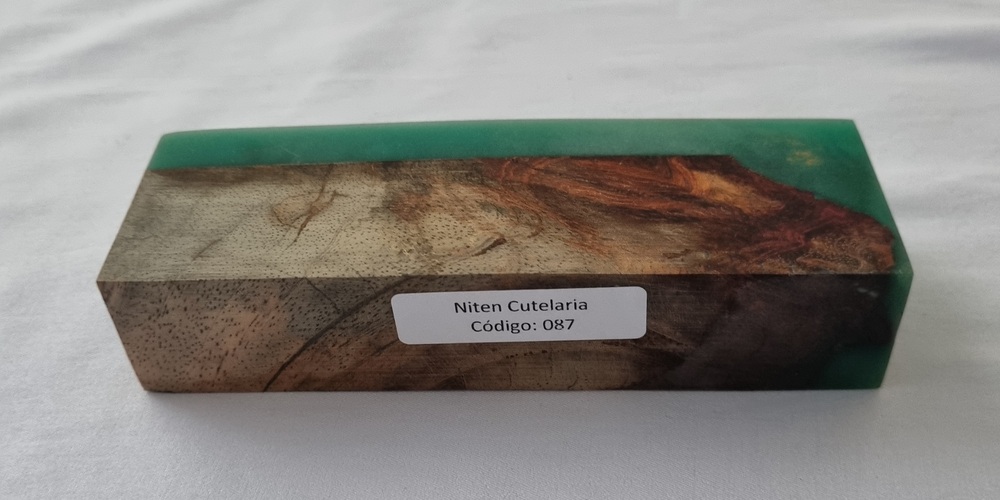 Niten Cutelaria
Código: 087